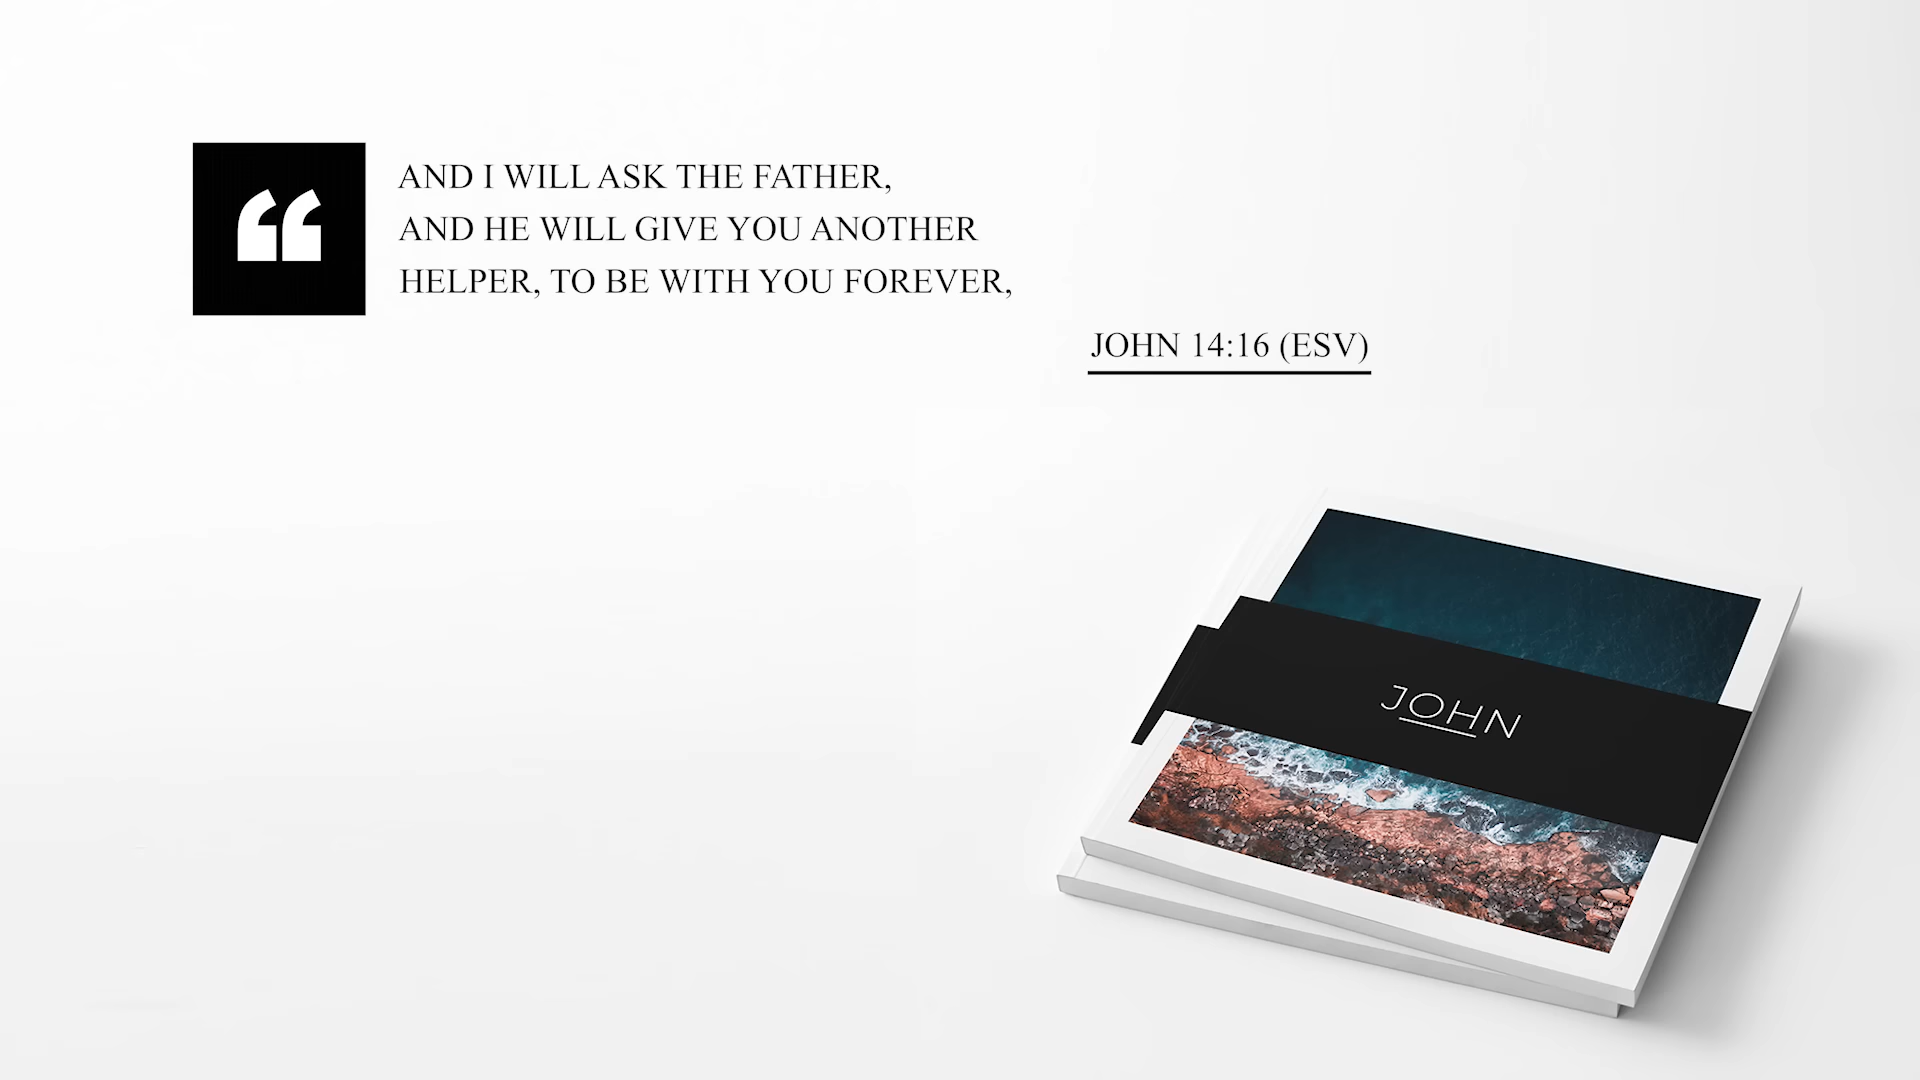 AND I WILL ASK THE FATHER,
AND HE WILL GIVE YOU ANOTHER
HELPER, TO BE WITH YOU FOREVER,
JOHN 14:16 (ESV)
JOHN